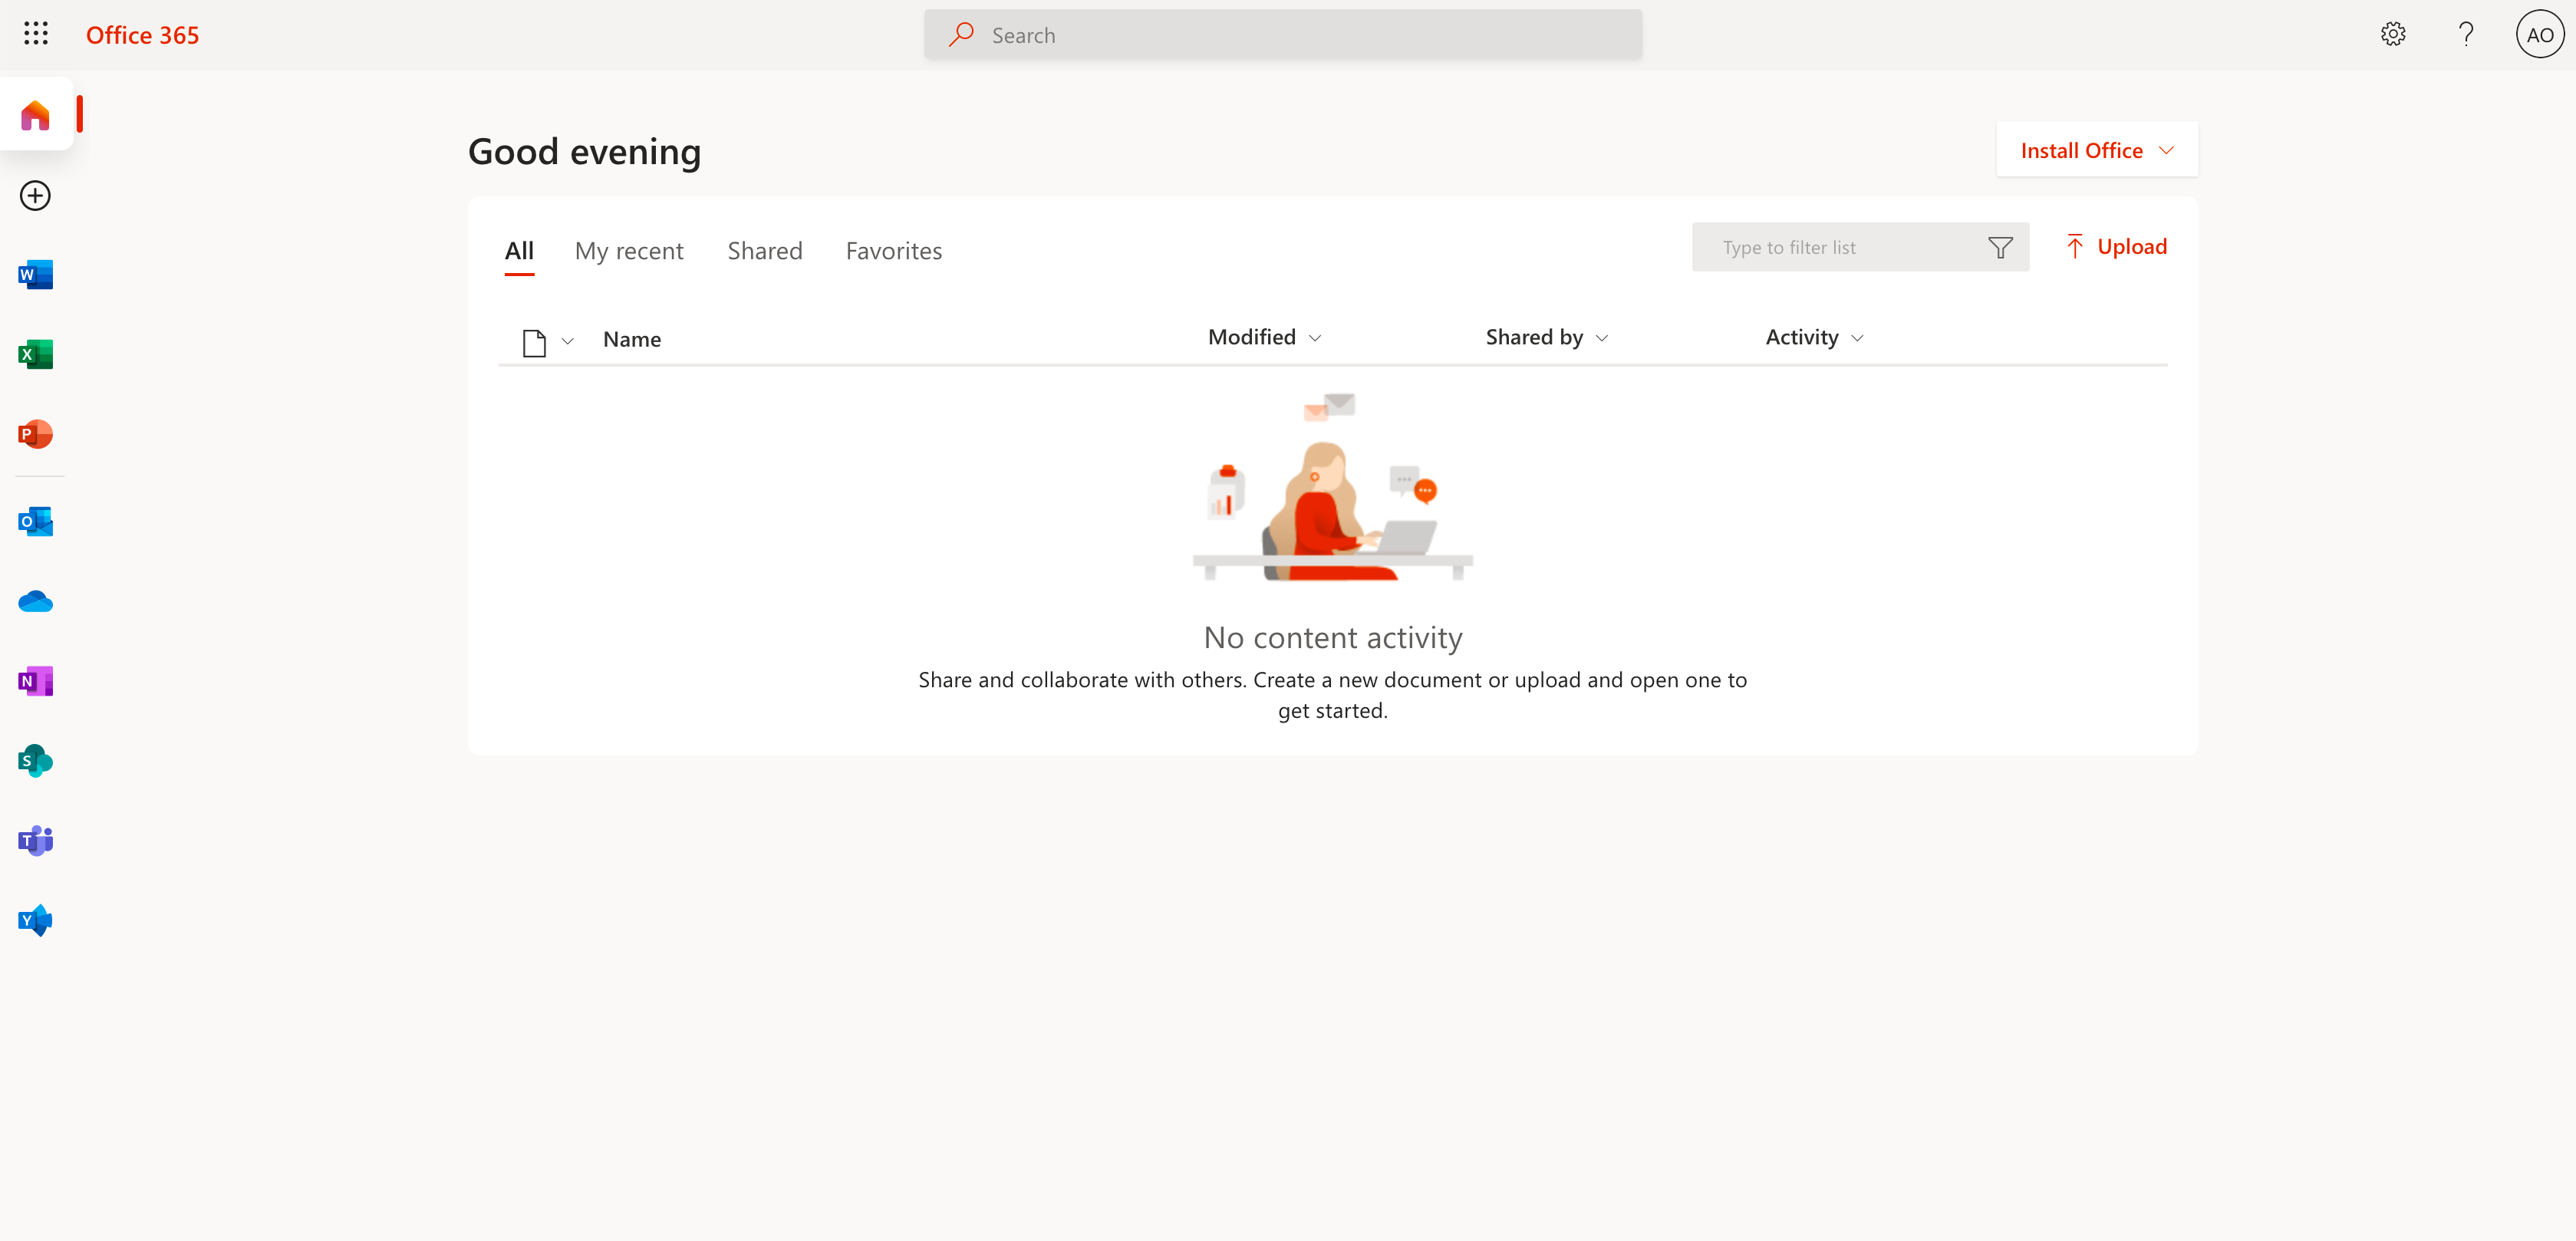 Office 365
Search
AO
Good evening
Install Office
All
My recent
Shared
Favorites
Type to filter list
Upload
Name
Modified
Shared by
Activity
W
X
P
O
N
S
T
Y
No content activity
Share and collaborate with others. Create a new document or upload and open one to
get started.